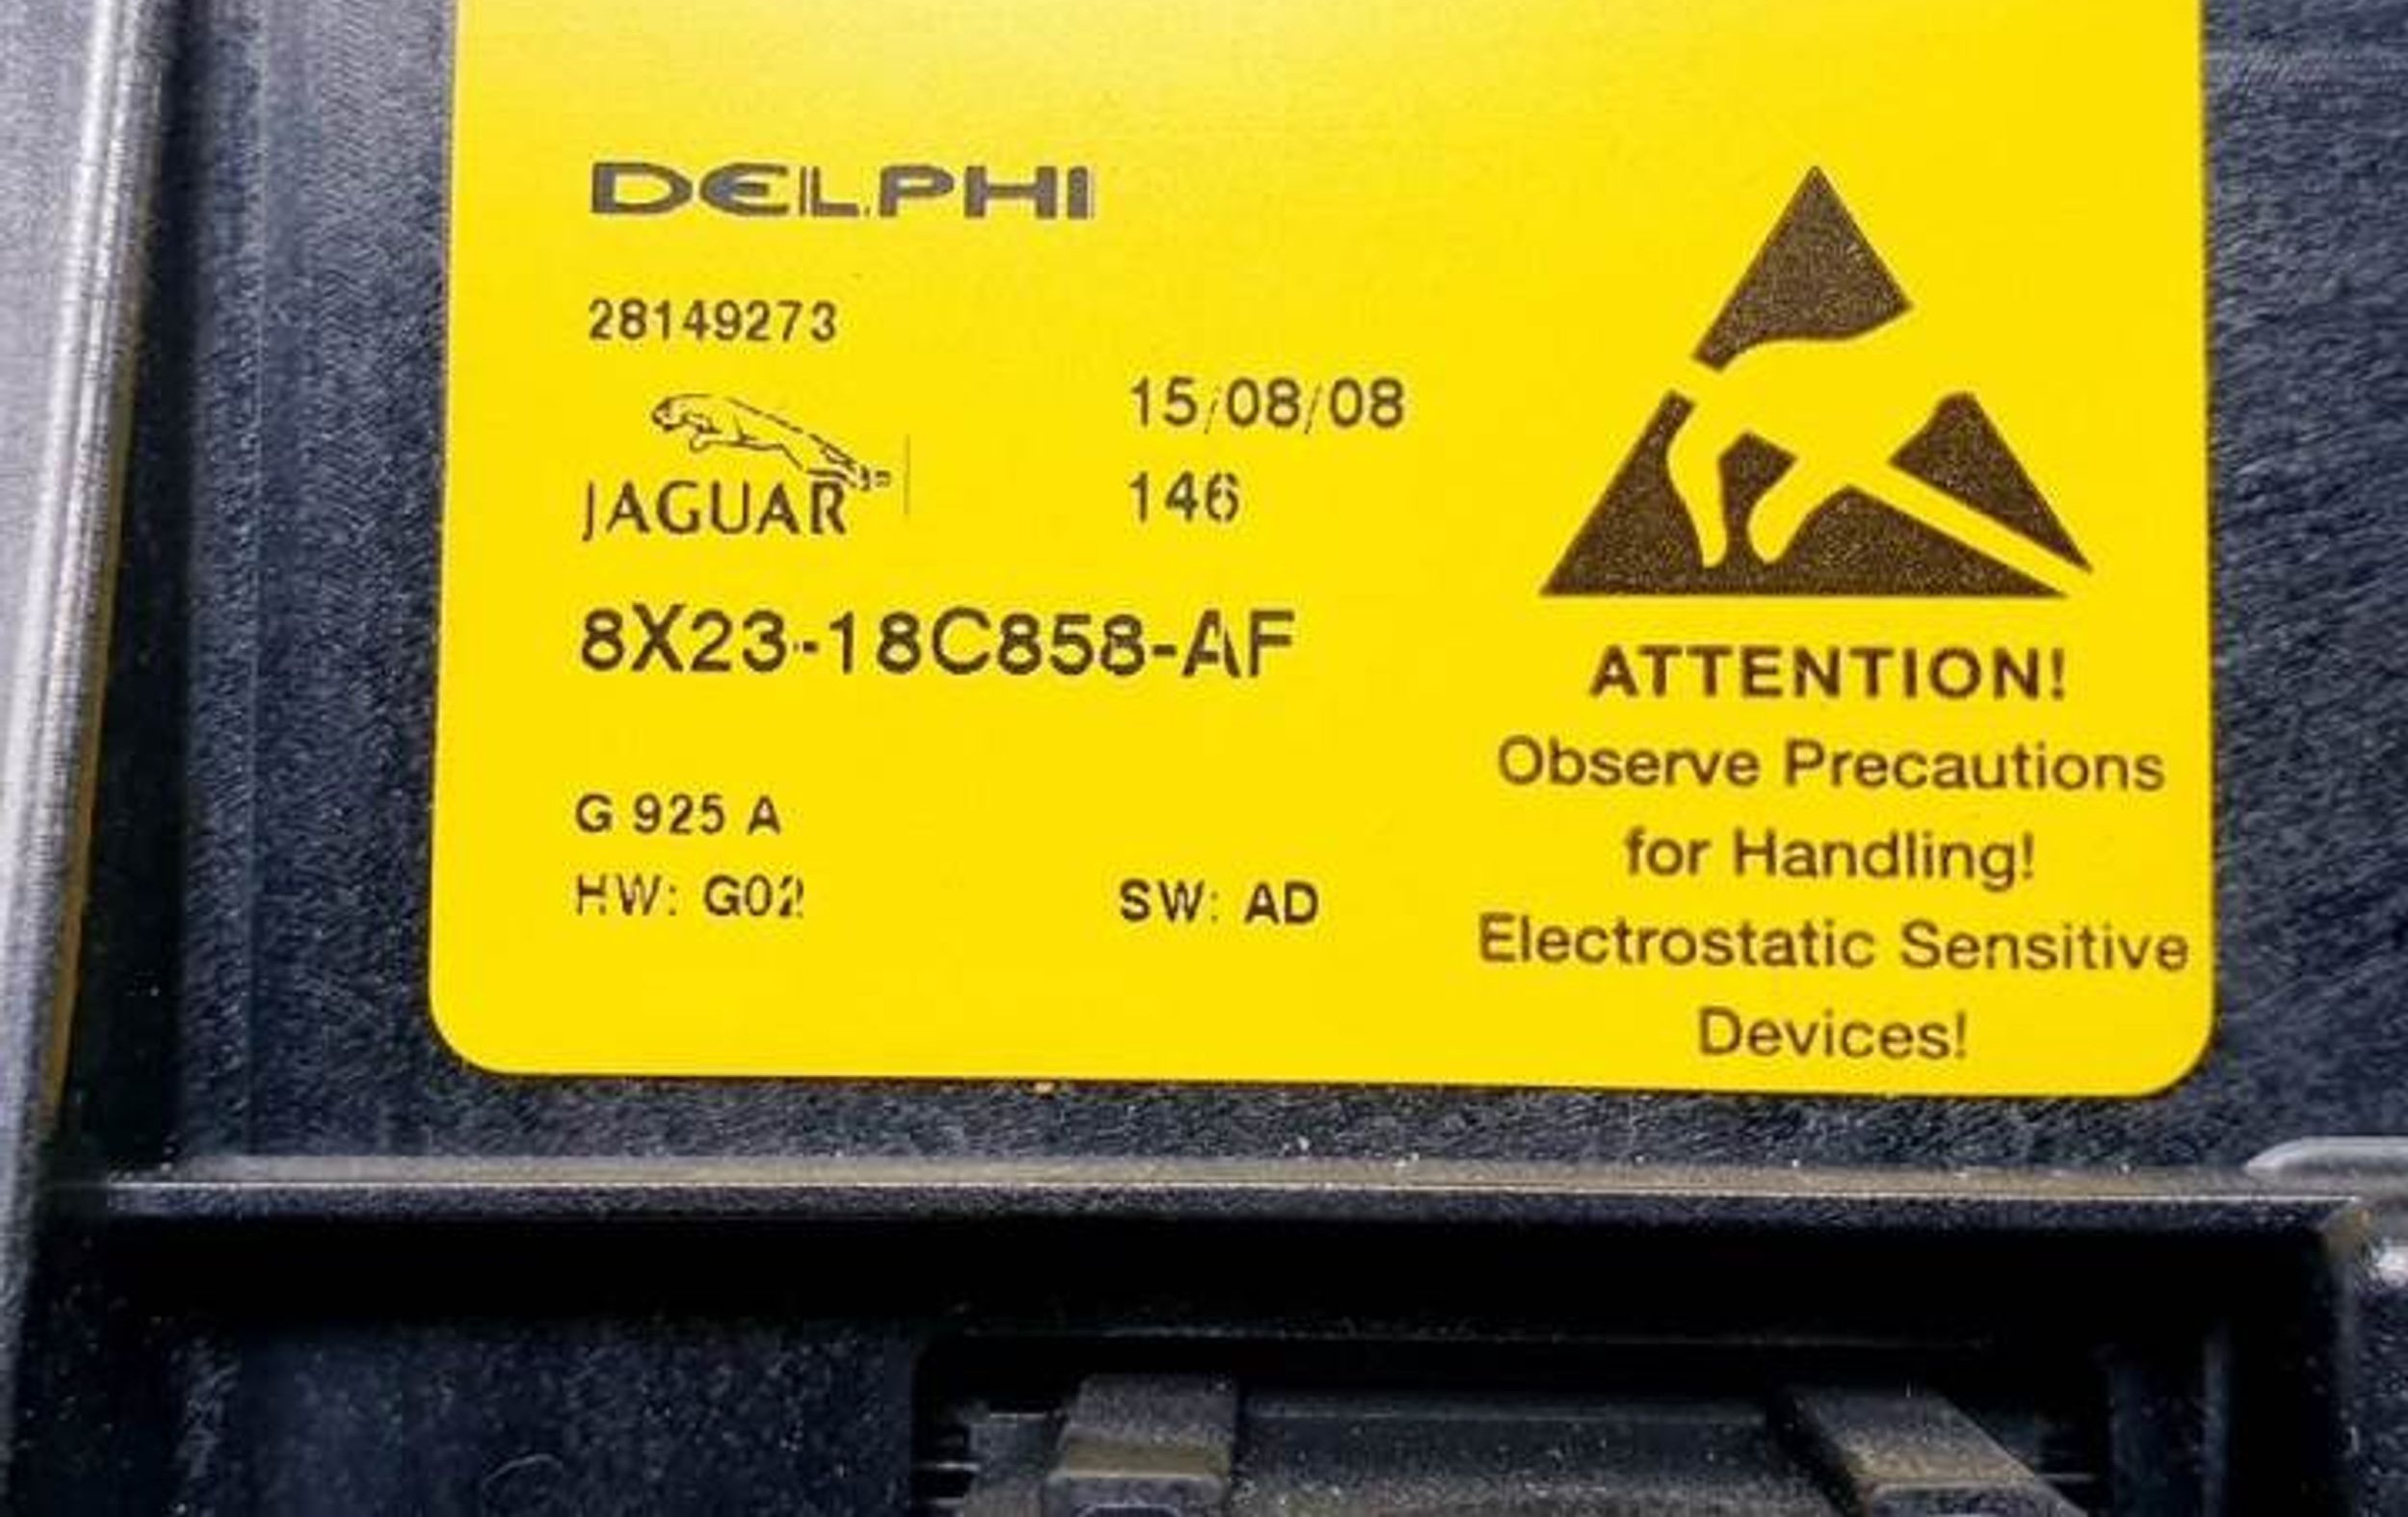 DELPHI
28149273
15/08/08
JAGUAR
146
8X23-18C858-AF
G 925 A
HW: G02
SW: AD
ATTENTION!
Observe Precautions
for Handling!
Electrostatic Sensitive
Devices!